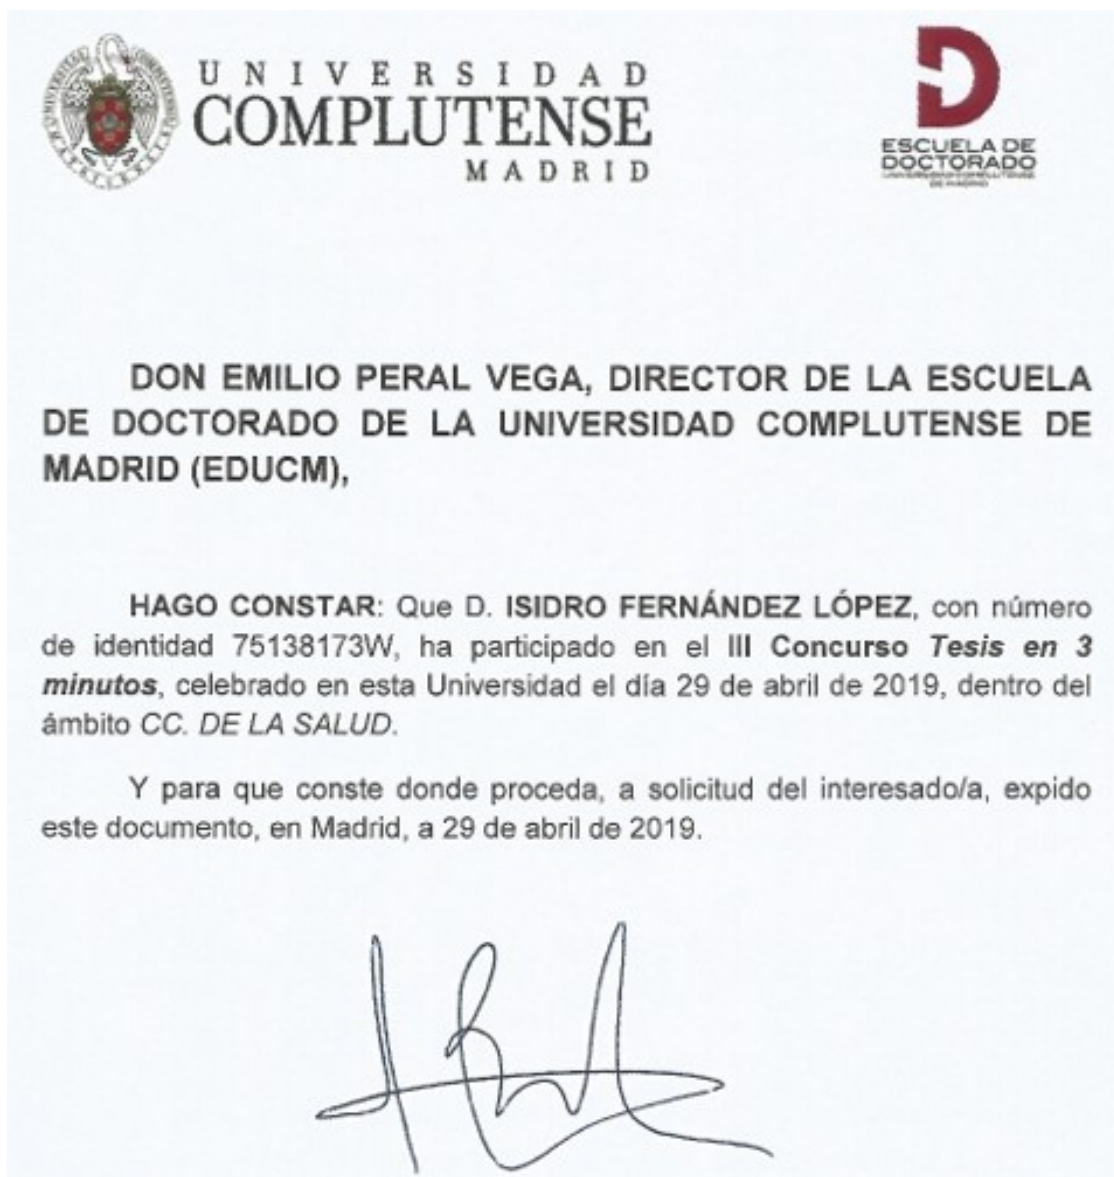 UNIVERSIDAD
COMPLUTENSE
MADRID
ESCUELA DE
DOCTORADO
UNIVERSIDAD COMPLUTENSE
DE MADRID
DON EMILIO PERAL VEGA, DIRECTOR DE LA ESCUELA
DE DOCTORADO DE LA UNIVERSIDAD COMPLUTENSE DE
MADRID (EDUCM),
HAGO CONSTAR: Que D. ISIDRO FERNÁNDEZ LÓPEZ, con número
de identidad 75138173W, ha participado en el III Concurso Tesis en 3
minutos, celebrado en esta Universidad el día 29 de abril de 2019, dentro del
ámbito CC. DE LA SALUD.
Y para que conste donde proceda, a solicitud del interesado/a, expido
este documento, en Madrid, a 29 de abril de 2019.